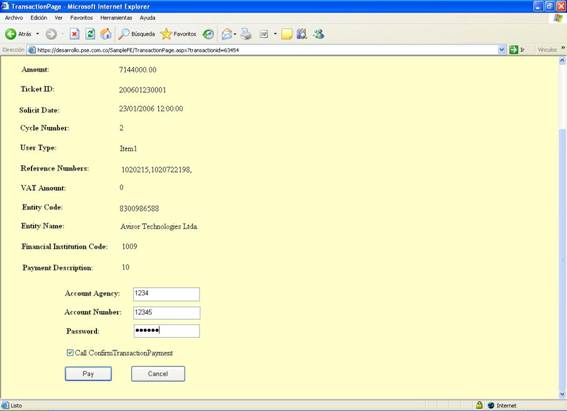 TransactionPage - Microsoft Internet Explorer
Archivo Edición Ver Favoritos Herramientas Ayuda
Atrás Búsqueda Favoritos
Dirección https://desarrollo.pse.com.co/SampleFE/TransactionPage.aspx?transactionid=63454 Ir Vínculos »
Amount: 7144000.00
Ticket ID: 200601230001
Solicit Date: 23/01/2006 12:00:00
Cycle Number: 2
User Type: Item1
Reference Numbers: 1020215,1020722198,
VAT Amount: 0
Entity Code: 8300986588
Entity Name: Avisor Technologies Ltda.
Financial Institution Code: 1009
Payment Description: 10
Account Agency: 1234
Account Number: 12345
Password: ●●●●●●
Call ConfirmTransactionPayment
Pay Cancel
Listo Internet